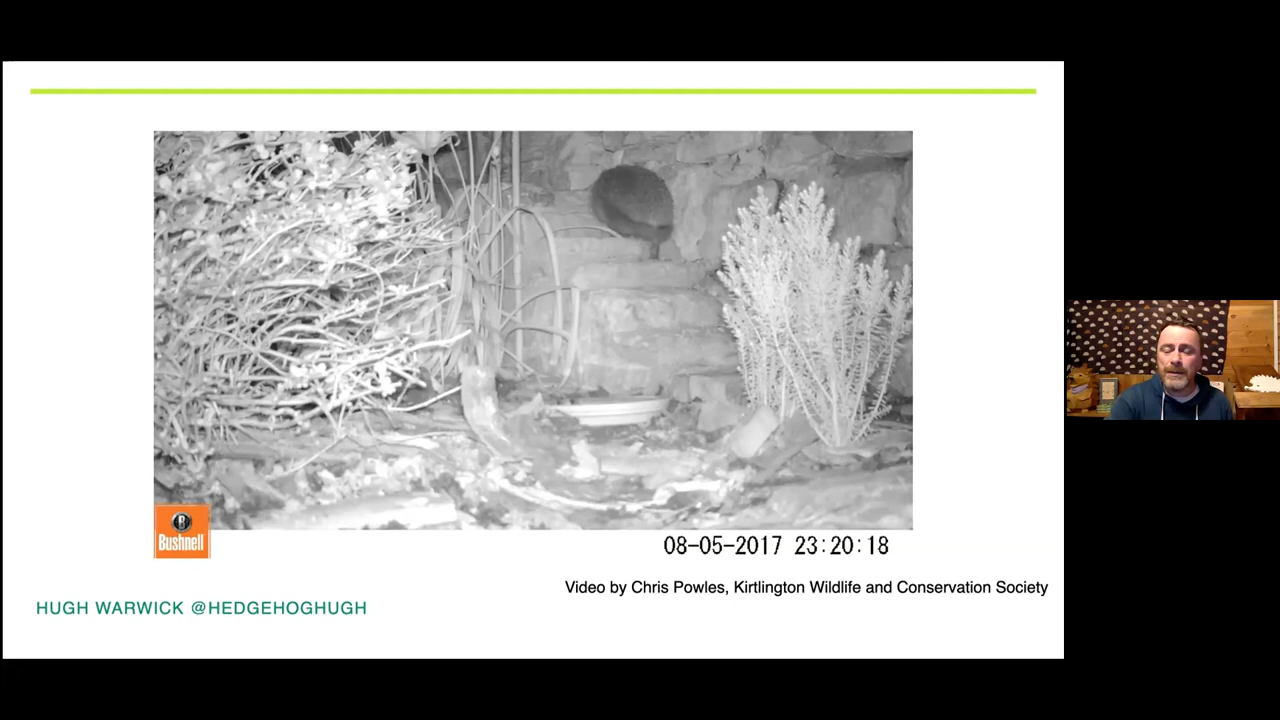 B
Bushnell
08-05-2017 23:20:18
Video by Chris Powles, Kirtlington Wildlife and Conservation Society
HUGH WARWICK @HEDGEHOGHUGH